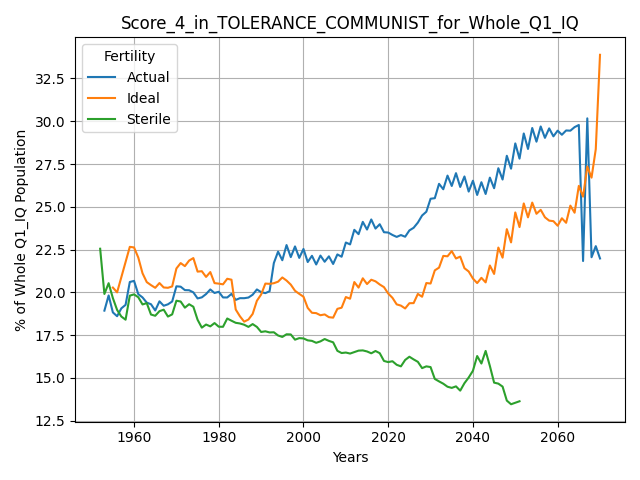 Score_4_in_TOLERANCE_COMMUNIST_for_Whole_Q1_IQ
Fertility
Actual
Ideal
Sterile
% of Whole Q1_IQ Population
32.5
30.0
27.5
25.0
22.5
20.0
17.5
15.0
12.5
1960
1980
2000
2020
2040
2060
Years